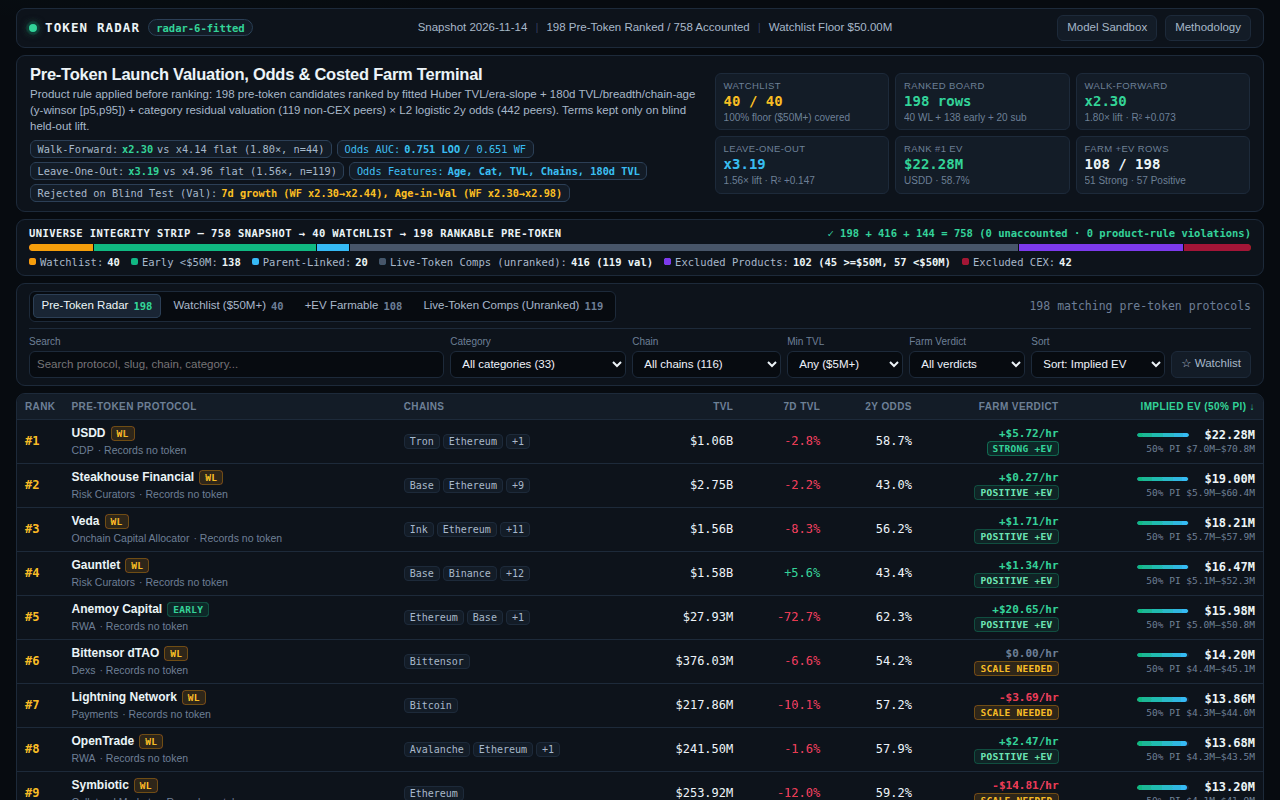 TOKEN RADAR radar-6-fitted Snapshot 2026-11-14 | 198 Pre-Token Ranked / 758 Accounted | Watchlist Floor $50.00M Model Sandbox Methodology
Pre-Token Launch Valuation, Odds & Costed Farm Terminal
Product rule applied before ranking: 198 pre-token candidates ranked by fitted Huber TVL/era-slope + 180d TVL/breadth/chain-age
(y-winsor [p5,p95]) + category residual valuation (119 non-CEX peers) × L2 logistic 2y odds (442 peers). Terms kept only on blind
held-out lift.
Walk-Forward: x2.30 vs x4.14 flat (1.80×, n=44) Odds AUC: 0.751 LOO / 0.651 WF
Leave-One-Out: x3.19 vs x4.96 flat (1.56×, n=119) Odds Features: Age, Cat, TVL, Chains, 180d TVL
Rejected on Blind Test (Val): 7d growth (WF x2.30→x2.44), Age-in-Val (WF x2.30→x2.98)
WATCHLIST
40 / 40
100% floor ($50M+) covered
RANKED BOARD
198 rows
40 WL + 138 early + 20 sub
WALK-FORWARD
x2.30
1.80× lift · R² +0.073
LEAVE-ONE-OUT
x3.19
1.56× lift · R² +0.147
RANK #1 EV
$22.28M
USDD · 58.7%
FARM +EV ROWS
108 / 198
51 Strong · 57 Positive
UNIVERSE INTEGRITY STRIP — 758 SNAPSHOT → 40 WATCHLIST → 198 RANKABLE PRE-TOKEN ✓ 198 + 416 + 144 = 758 (0 unaccounted · 0 product-rule violations)
Watchlist: 40 Early <$50M: 138 Parent-Linked: 20 Live-Token Comps (unranked): 416 (119 val) Excluded Products: 102 (45 >=$50M, 57 <$50M) Excluded CEX: 42
Pre-Token Radar 198 Watchlist ($50M+) 40 +EV Farmable 108 Live-Token Comps (Unranked) 119 198 matching pre-token protocols
Search Category Chain Min TVL Farm Verdict Sort
Search protocol, slug, chain, category... All categories (33) All chains (116) Any ($5M+) All verdicts Sort: Implied EV ☆ Watchlist
RANK PRE-TOKEN PROTOCOL CHAINS TVL 7D TVL 2Y ODDS FARM VERDICT IMPLIED EV (50% PI) ↓
#1 USDD WL Tron Ethereum +1 $1.06B -2.8% 58.7% +$5.72/hr $22.28M
CDP · Records no token STRONG +EV 50% PI $7.0M–$70.8M
#2 Steakhouse Financial WL Base Ethereum +9 $2.75B -2.2% 43.0% +$0.27/hr $19.00M
Risk Curators · Records no token POSITIVE +EV 50% PI $5.9M–$60.4M
#3 Veda WL Ink Ethereum +11 $1.56B -8.3% 56.2% +$1.71/hr $18.21M
Onchain Capital Allocator · Records no token POSITIVE +EV 50% PI $5.7M–$57.9M
#4 Gauntlet WL Base Binance +12 $1.58B +5.6% 43.4% +$1.34/hr $16.47M
Risk Curators · Records no token POSITIVE +EV 50% PI $5.1M–$52.3M
#5 Anemoy Capital EARLY Ethereum Base +1 $27.93M -72.7% 62.3% +$20.65/hr $15.98M
RWA · Records no token POSITIVE +EV 50% PI $5.0M–$50.8M
#6 Bittensor dTAO WL Bittensor $376.03M -6.6% 54.2% $0.00/hr $14.20M
Dexs · Records no token SCALE NEEDED 50% PI $4.4M–$45.1M
#7 Lightning Network WL Bitcoin $217.86M -10.1% 57.2% -$3.69/hr $13.86M
Payments · Records no token SCALE NEEDED 50% PI $4.3M–$44.0M
#8 OpenTrade WL Avalanche Ethereum +1 $241.50M -1.6% 57.9% +$2.47/hr $13.68M
RWA · Records no token POSITIVE +EV 50% PI $4.3M–$43.5M
#9 Symbiotic WL Ethereum $253.92M -12.0% 59.2% -$14.81/hr $13.20M